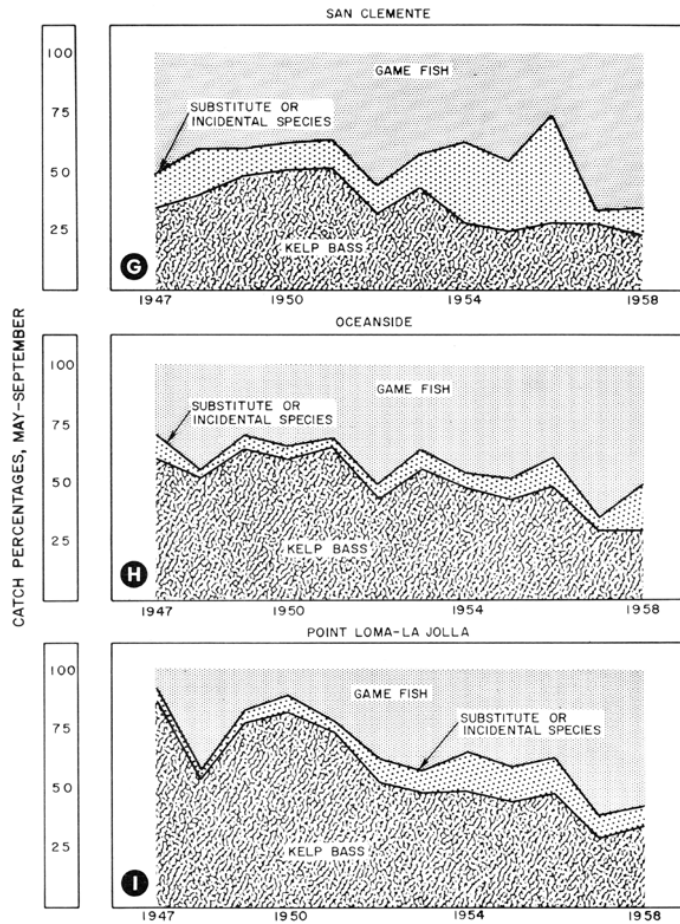 SAN CLEMENTE
100
75
50
25
GAME FISH
SUBSTITUTE OR
INCIDENTAL SPECIES
KELP BASS
G
1947 1950 1954 1958
OCEANSIDE
100
75
50
25
GAME FISH
SUBSTITUTE OR
INCIDENTAL SPECIES
KELP BASS
H
1947 1950 1954 1958
POINT LOMA-LA JOLLA
100
75
50
25
GAME FISH
SUBSTITUTE OR
INCIDENTAL SPECIES
KELP BASS
I
1947 1950 1954 1958
CATCH PERCENTAGES, MAY-SEPTEMBER